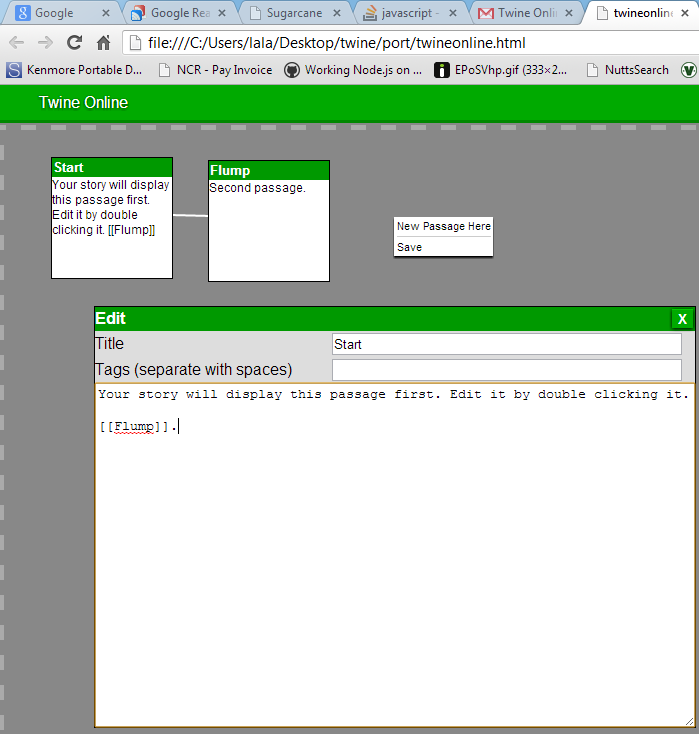 Google
Google Rea
Sugarcane
javascript -
Twine Onli
twineonline
file:///C:/Users/lala/Desktop/twine/port/twineonline.html
Kenmore Portable D...
NCR - Pay Invoice
Working Node.js on ...
EPoSVhp.gif (333×2...
NuttsSearch
Twine Online
Start
Your story will display
this passage first.
Edit it by double
clicking it. [[Flump]]
Flump
Second passage.
New Passage Here
Save
Edit
X
Title
Start
Tags (separate with spaces)
Your story will display this passage first. Edit it by double clicking it.
[[Flump]].